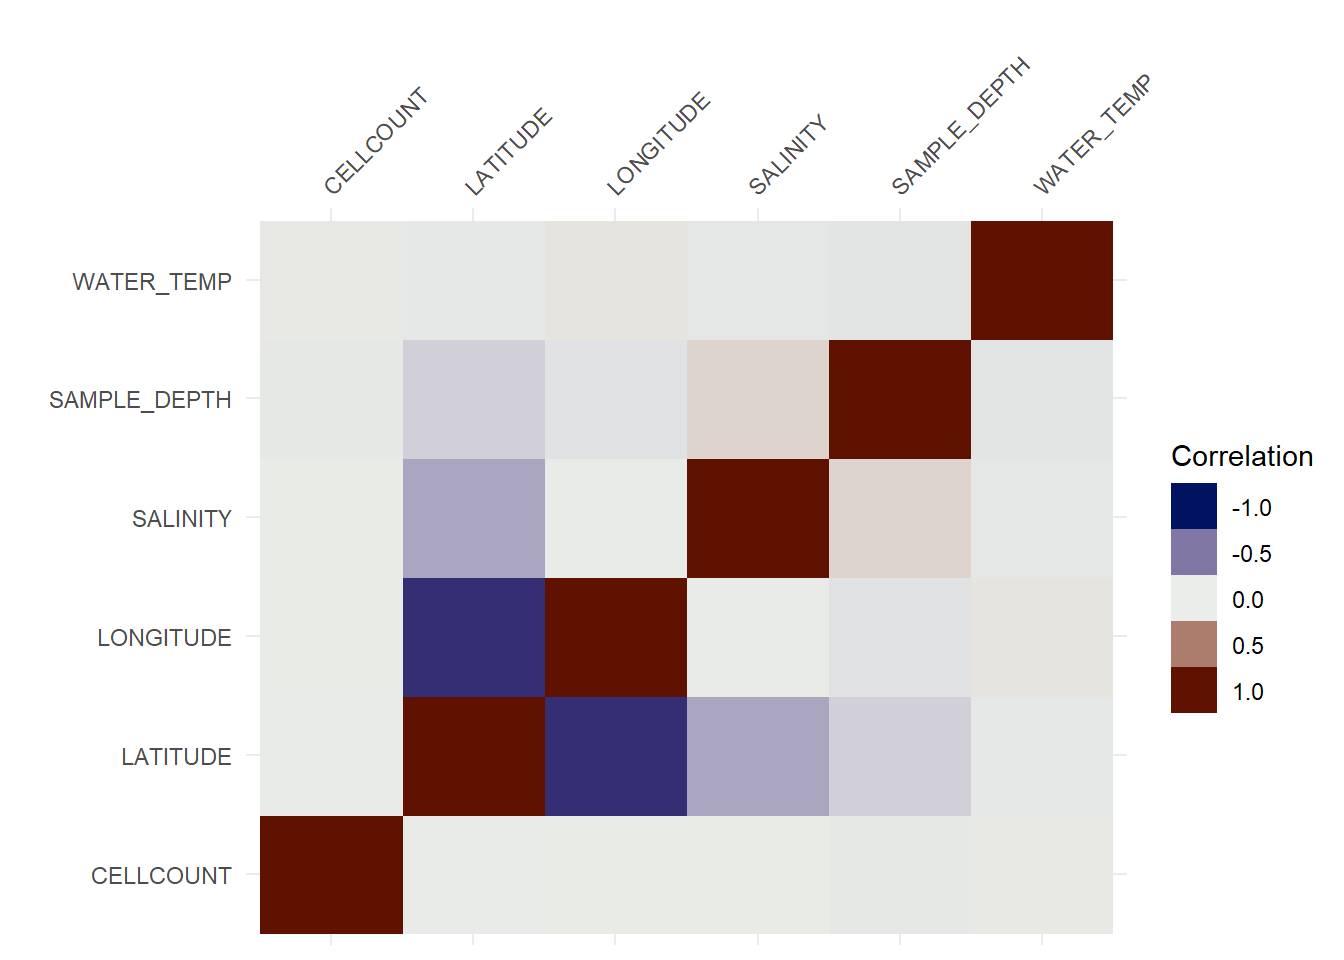 CELLCOUNT
LATITUDE
LONGITUDE
SALINITY
SAMPLE_DEPTH
WATER_TEMP
WATER_TEMP
SAMPLE_DEPTH
SALINITY
LONGITUDE
LATITUDE
CELLCOUNT
Correlation
-1.0
-0.5
0.0
0.5
1.0